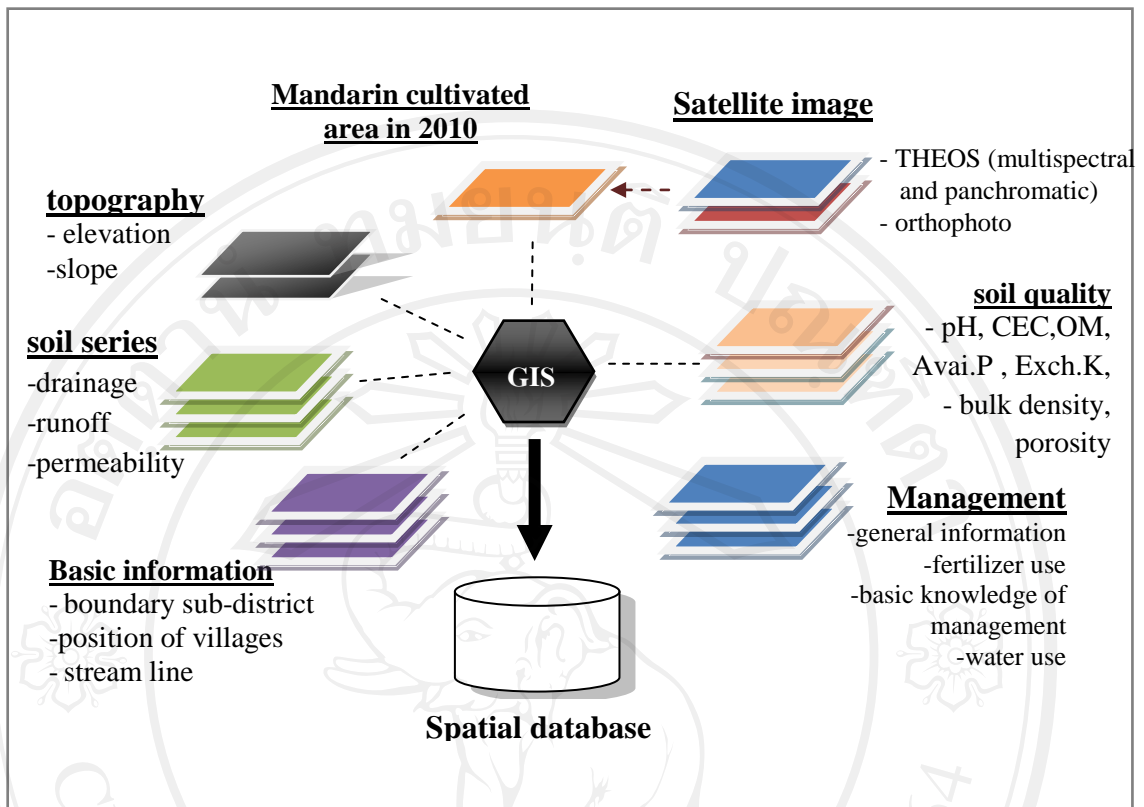 Mandarin cultivated
area in 2010
Satellite image
- THEOS (multispectral
and panchromatic)
- orthophoto
topography
- elevation
-slope
soil quality
- pH, CEC,OM,
Avai.P , Exch.K,
- bulk density,
porosity
soil series
-drainage
-runoff
-permeability
GIS
Management
-general information
-fertilizer use
-basic knowledge of
management
-water use
Basic information
- boundary sub-district
-position of villages
- stream line
Spatial database